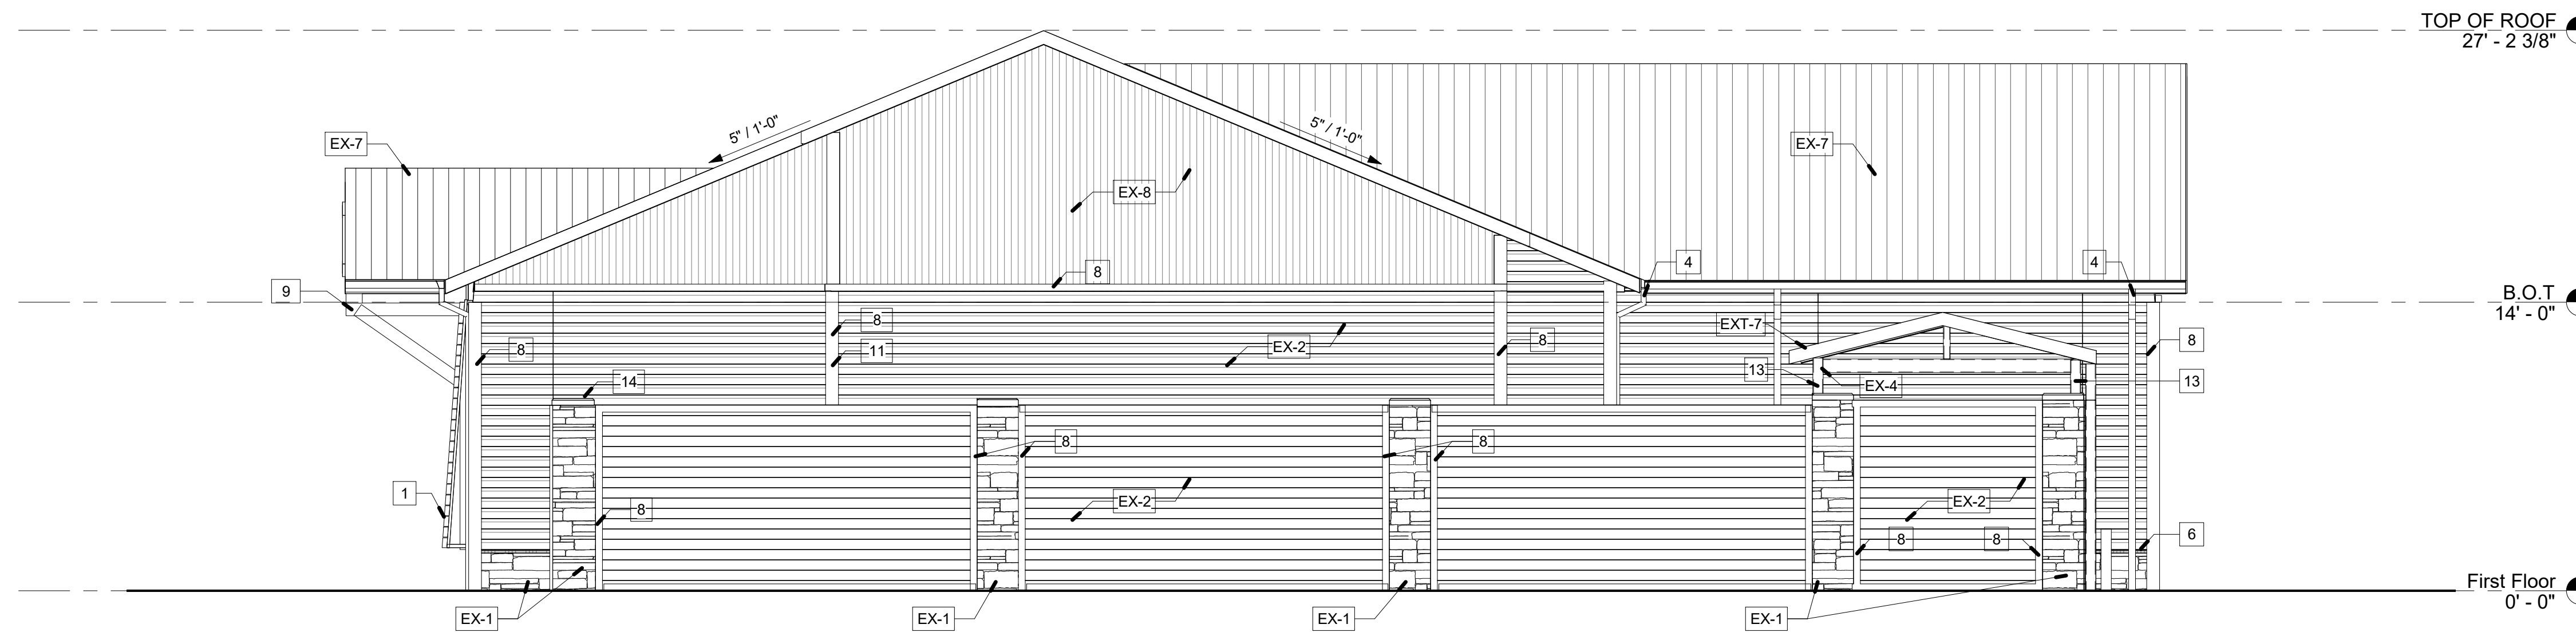 TOP OF ROOF
27' - 2 3/8"
5" / 1'-0"
5" / 1'-0"
EX-7
EX-7
EX-8
4
4
8
9
B.O.T
14' - 0"
8
EXT-7
8
8
EX-2
8
11
13
EX-4
13
14
8
8
1
EX-2
EX-2
8
6
8
8
First Floor
0' - 0"
EX-1
EX-1
EX-1
EX-1